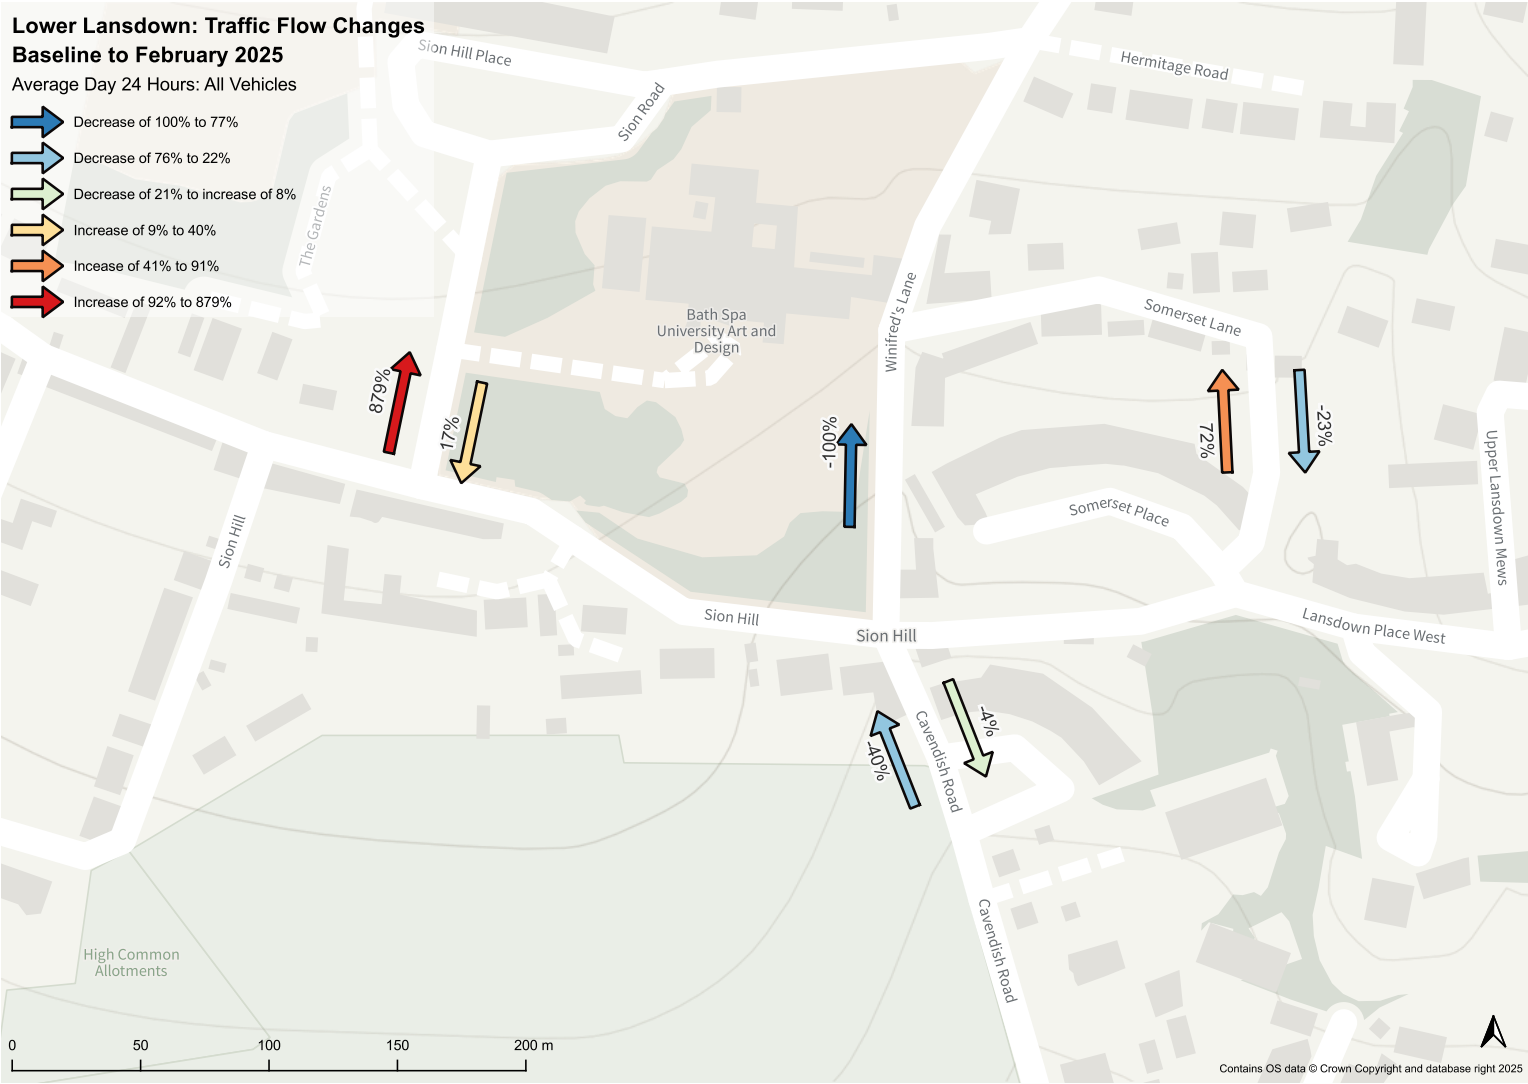 Lower Lansdown: Traffic Flow Changes
Baseline to February 2025
Average Day 24 Hours: All Vehicles
Decrease of 100% to 77%
Decrease of 76% to 22%
Decrease of 21% to increase of 8%
Increase of 9% to 40%
Incease of 41% to 91%
Increase of 92% to 879%
Sion Hill Place
Sion Road
Hermitage Road
The Gardens
Bath Spa
University Art and
Design
Winifred's Lane
Somerset Lane
879%
17%
-100%
72%
-23%
Upper Lansdown Mews
Somerset Place
Sion Hill
Sion Hill
Sion Hill
Lansdown Place West
-40%
Cavendish Road
-4%
Cavendish Road
High Common
Allotments
0 50 100 150 200 m
Contains OS data © Crown Copyright and database right 2025